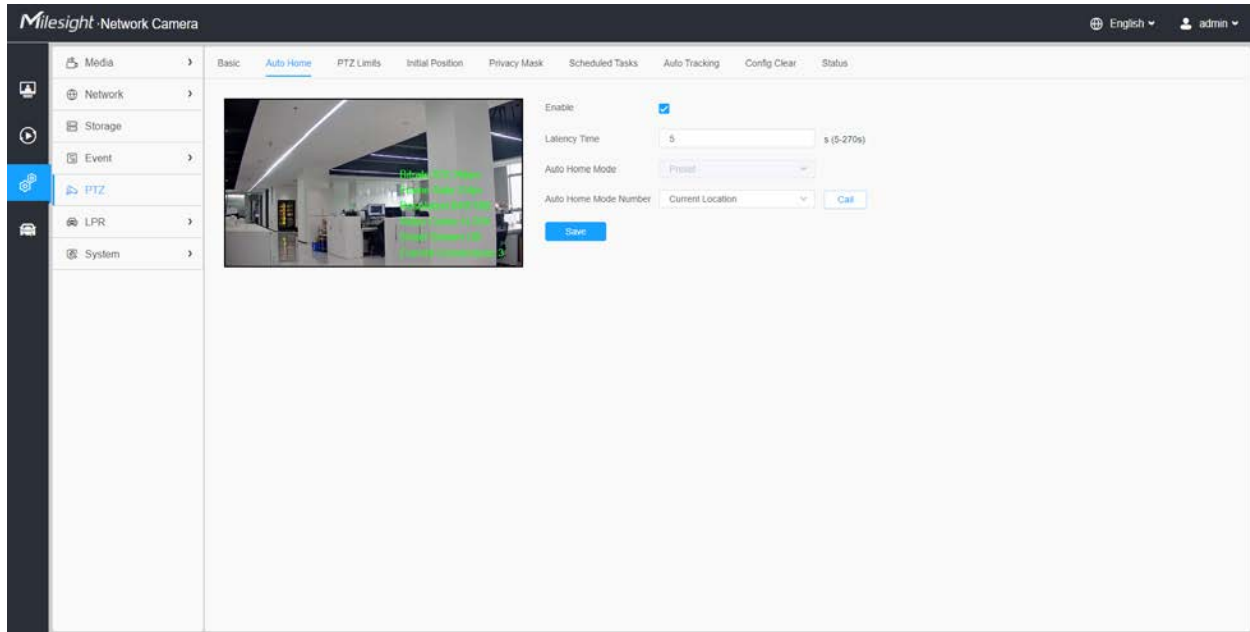 Milesight ·Network Camera
English
admin
Media
Network
Storage
Event
PTZ
LPR
System
Basic Auto Home PTZ Limits Initial Position Privacy Mask Scheduled Tasks Auto Tracking Config Clear Status
Enable
Latency Time 5 s (5-270s)
Auto Home Mode Preset
Auto Home Mode Number Current Location Call
Save